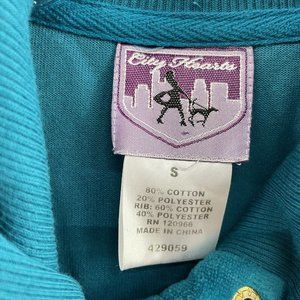 City Hearts
S
80% COTTON
20% POLYESTER
RIB: 60% COTTON
40% POLYESTER
RN 120966
MADE IN CHINA
429059